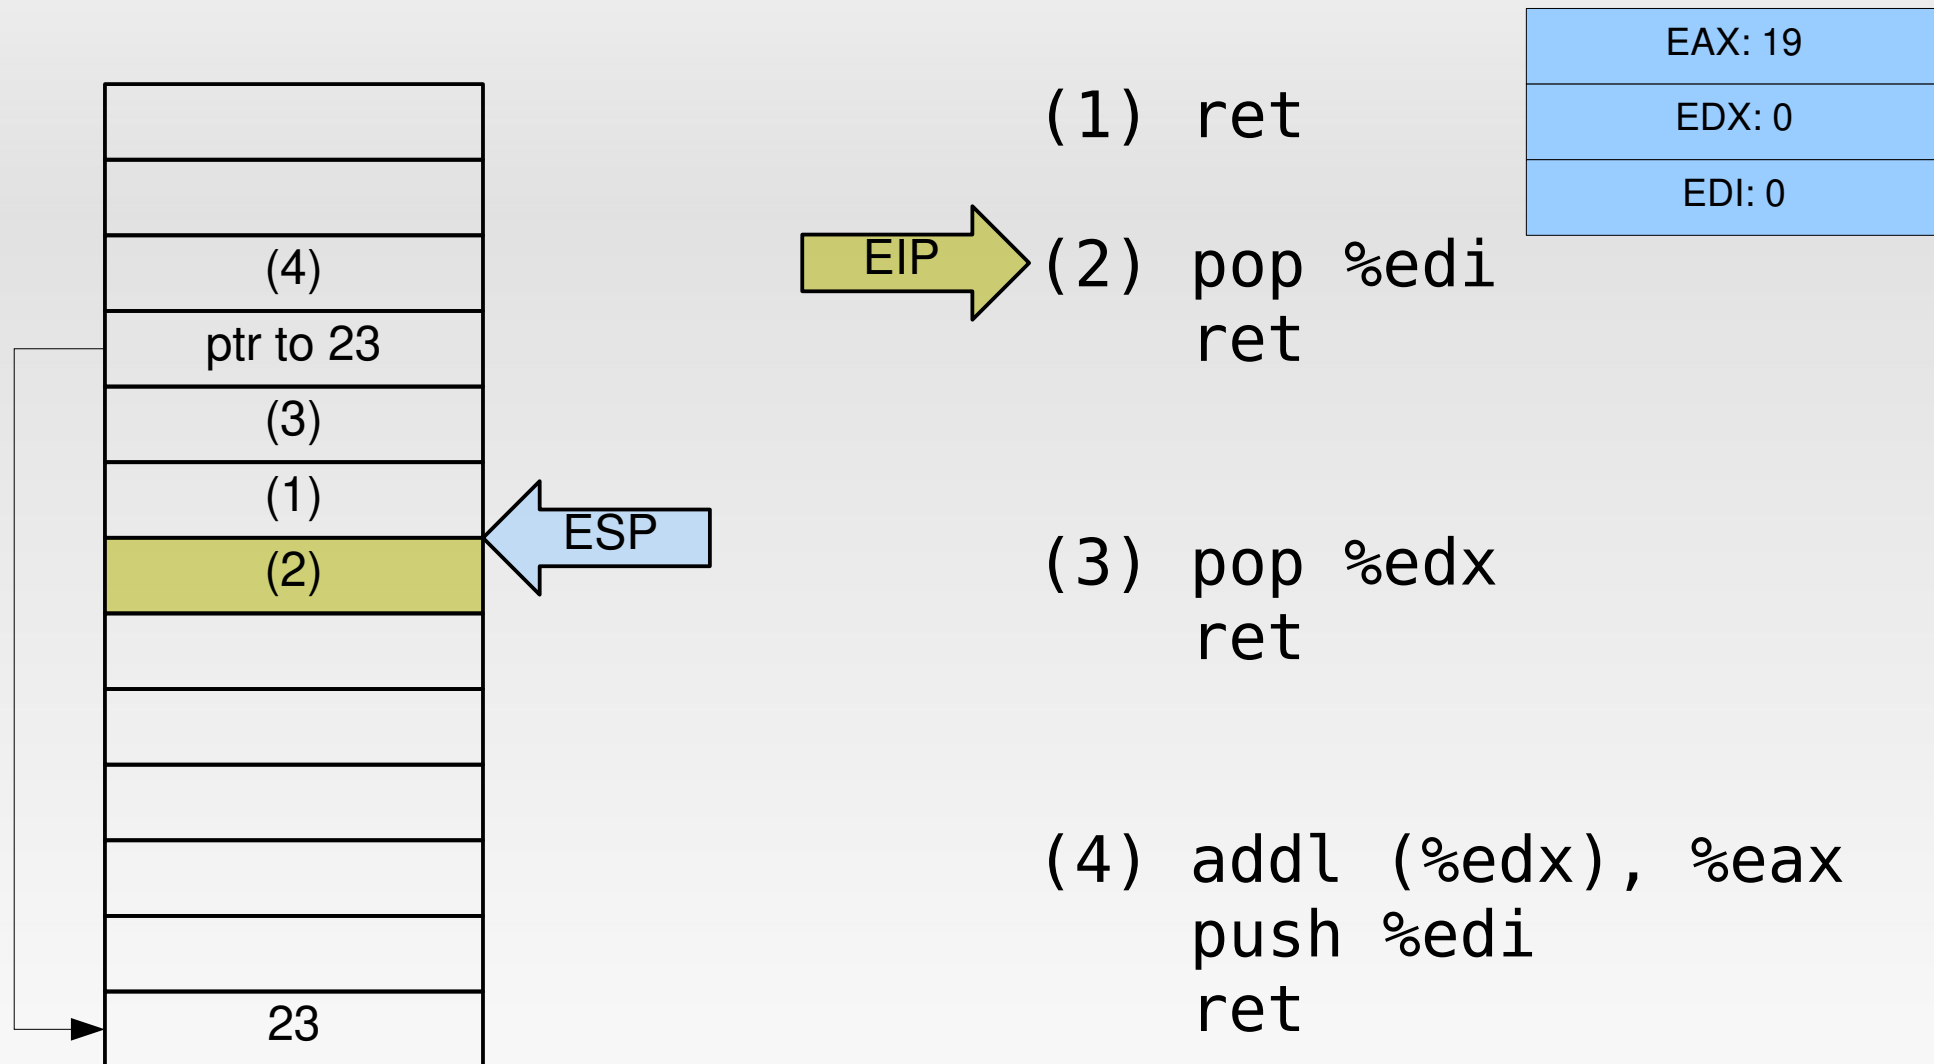 (4)
ptr to 23
(3)
(1)
(2)
23
ESP
EIP
(1) ret
(2) pop %edi
ret
(3) pop %edx
ret
(4) addl (%edx), %eax
push %edi
ret
EAX: 19
EDX: 0
EDI: 0